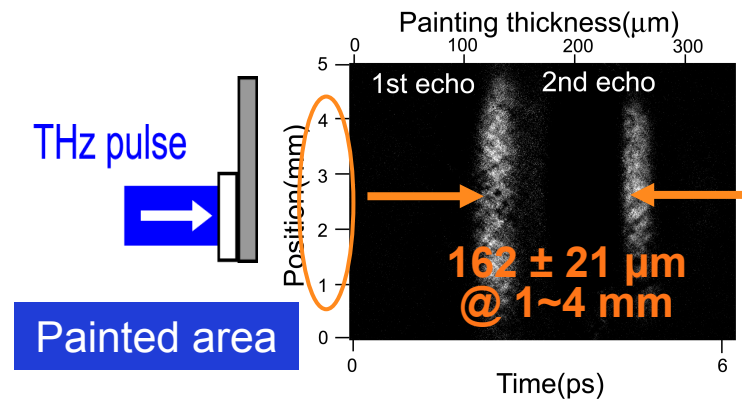 Painting thickness(μm)
0 100 200 300
5
1st echo 2nd echo
4
THz pulse
3
Position(mm)
2
162 ± 21 μm
1
@ 1~4 mm
Painted area
0
0 6
Time(ps)